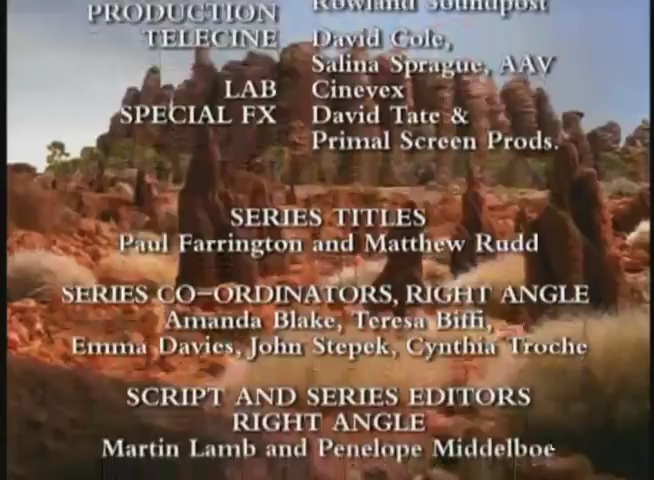 PRODUCTION Rowland Soundpost
TELECINE David Cole,
Salina Sprague, AAV
LAB Cinevex
SPECIAL FX David Tate &
Primal Screen Prods.
SERIES TITLES
Paul Farrington and Matthew Rudd
SERIES CO-ORDINATORS, RIGHT ANGLE
Amanda Blake, Teresa Biffi,
Emma Davies, John Stepek, Cynthia Troche
SCRIPT AND SERIES EDITORS
RIGHT ANGLE
Martin Lamb and Penelope Middelboe